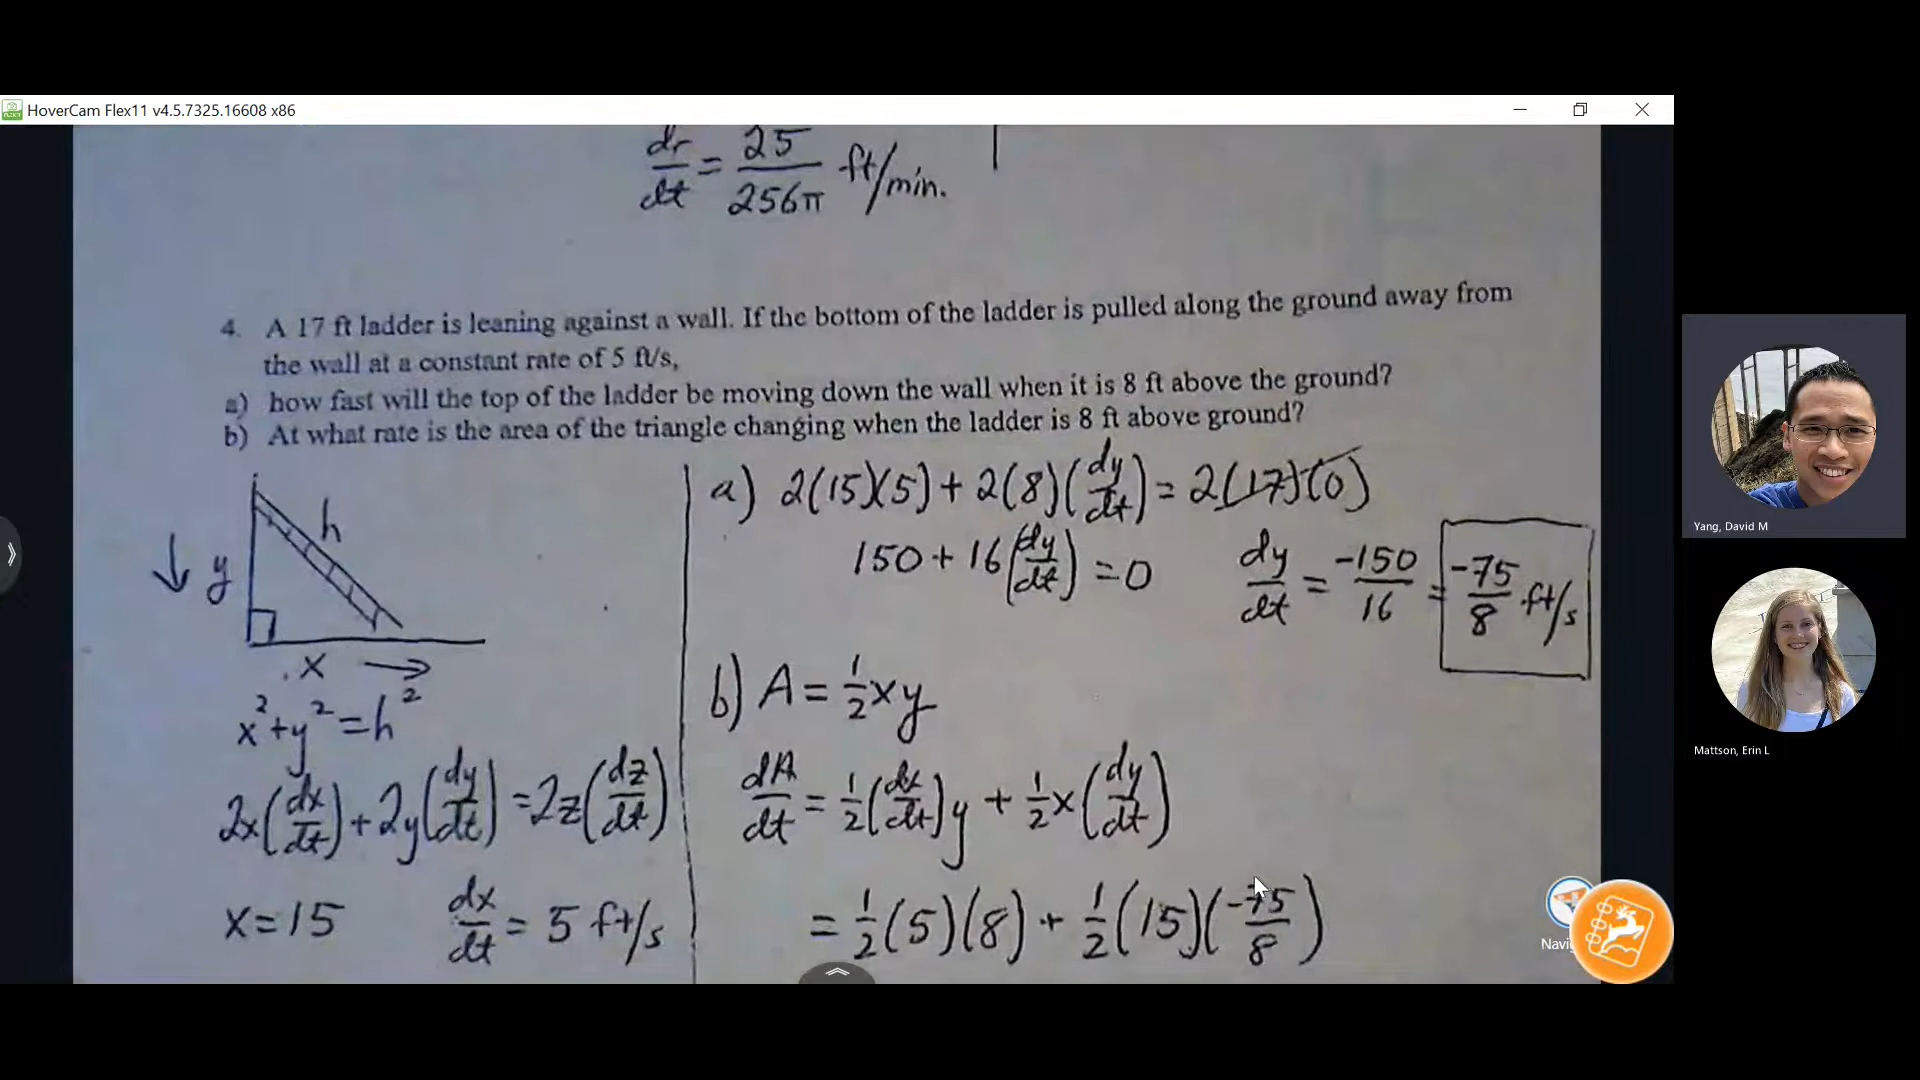 HoverCam Flex11 v4.5.7325.16608 x86
dr/dt = 25/256π ft/min.
4. A 17 ft ladder is leaning against a wall. If the bottom of the ladder is pulled along the ground away from
the wall at a constant rate of 5 ft/s,
a) how fast will the top of the ladder be moving down the wall when it is 8 ft above the ground?
b) At what rate is the area of the triangle changing when the ladder is 8 ft above ground?
h
y
x
x²+y²=h²
2x(dx/dt)+2y(dy/dt)=2z(dz/dt)
x=15 dx/dt = 5 ft/s
a) 2(15)(5)+2(8)(dy/dt)=2(17)(0)
150+16(dy/dt)=0 dy/dt = -150/16 = -75/8 ft/s
b) A=½xy
dA/dt = ½(dx/dt)y + ½x(dy/dt)
= ½(5)(8)+½(15)(-75/8)
Yang, David M
Mattson, Erin L